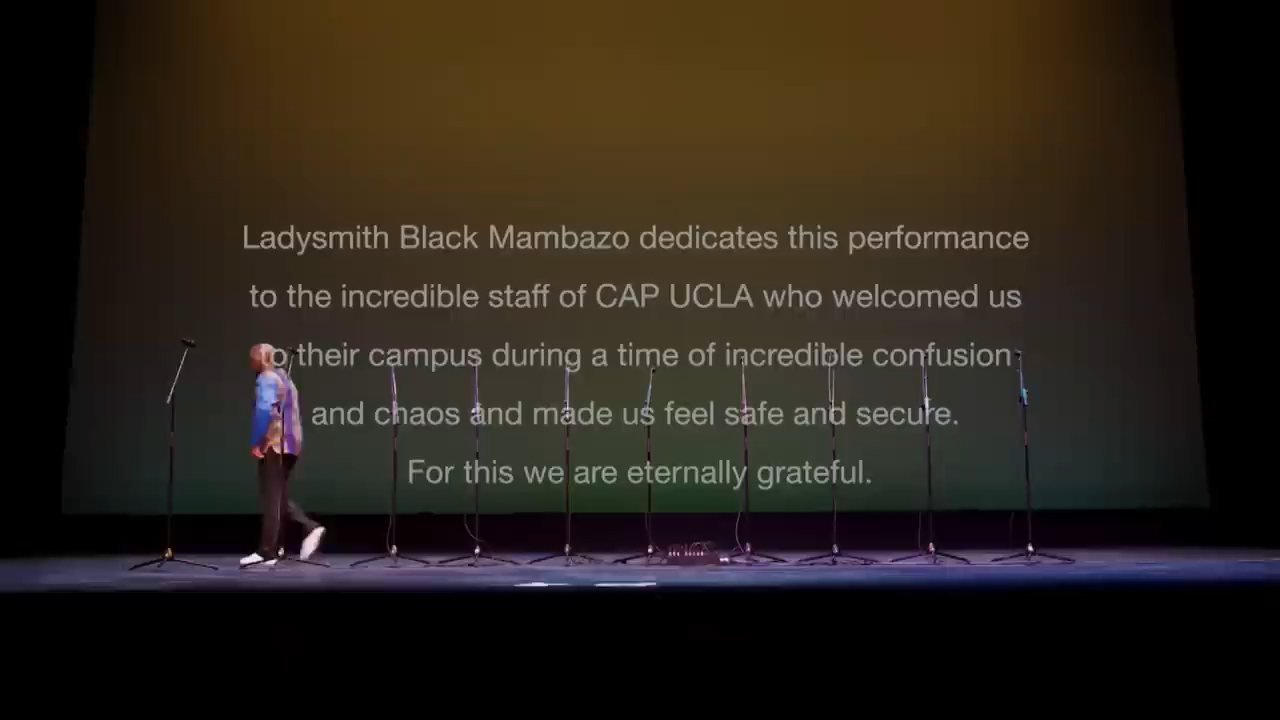 Ladysmith Black Mambazo dedicates this performance
to the incredible staff of CAP UCLA who welcomed us
to their campus during a time of incredible confusion
and chaos and made us feel safe and secure.
For this we are eternally grateful.